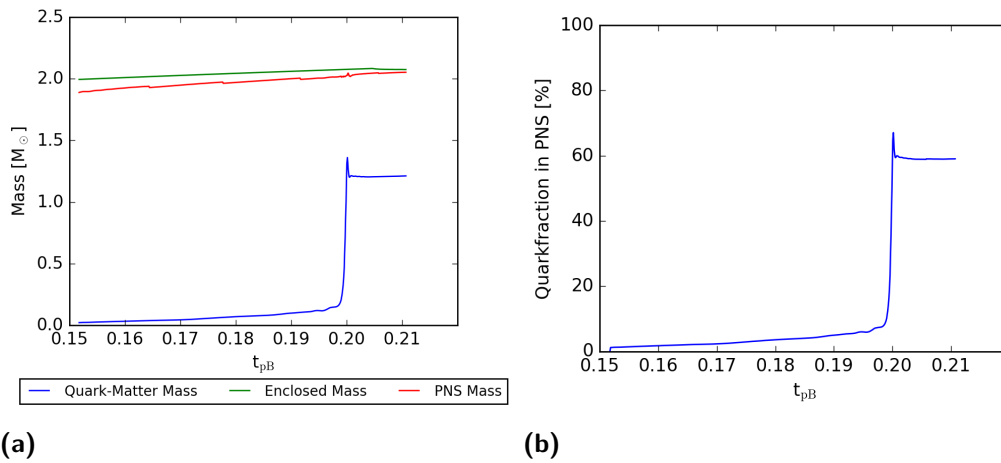 2.5
2.0
1.5
1.0
0.5
0.0
Mass [M☉]
0.15 0.16 0.17 0.18 0.19 0.20 0.21
t_pB
Quark-Matter Mass Enclosed Mass PNS Mass
(a)
100
80
60
40
20
0
Quarkfraction in PNS [%]
0.15 0.16 0.17 0.18 0.19 0.20 0.21
t_pB
(b)